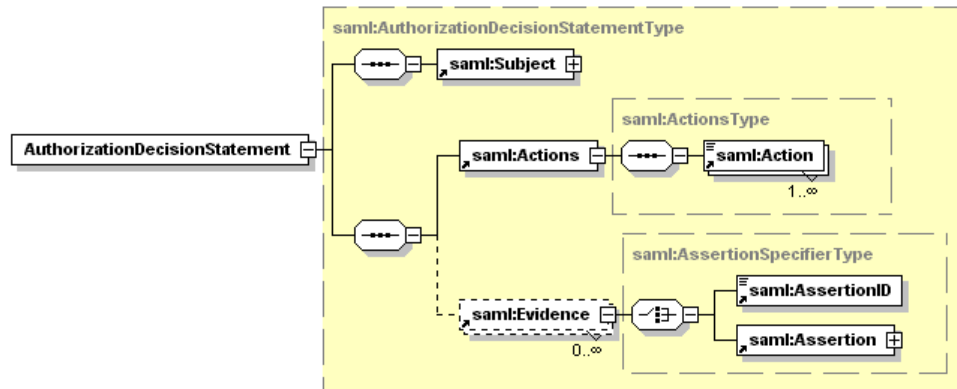 saml:AuthorizationDecisionStatementType
saml:Subject
AuthorizationDecisionStatement
saml:ActionsType
saml:Actions
saml:Action
1..∞
saml:AssertionSpecifierType
saml:AssertionID
saml:Evidence
0..∞
saml:Assertion